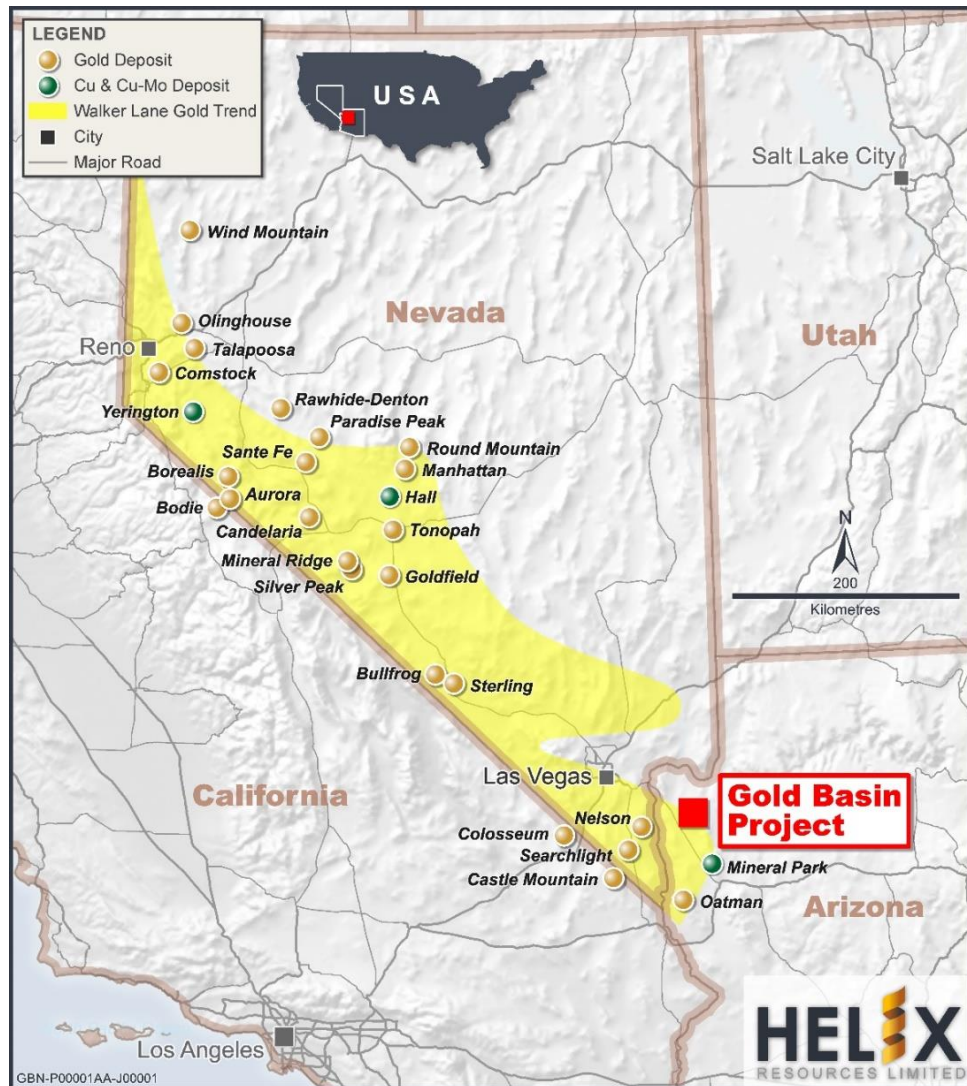 LEGEND
Gold Deposit
Cu & Cu-Mo Deposit
Walker Lane Gold Trend
City
Major Road
USA
Salt Lake City
Wind Mountain
Nevada
Utah
Olinghouse
Reno
Talapoosa
Comstock
Yerington
Rawhide-Denton
Paradise Peak
Sante Fe
Round Mountain
Borealis
Manhattan
Aurora
Hall
Bodie
Candelaria
Tonopah
N
Mineral Ridge
Silver Peak
Goldfield
200
Kilometres
Bullfrog
Sterling
Las Vegas
California
Gold Basin
Project
Nelson
Colosseum
Searchlight
Mineral Park
Castle Mountain
Oatman
Arizona
Los Angeles
HELIX
RESOURCES LIMITED
GBN-P00001AA-J00001